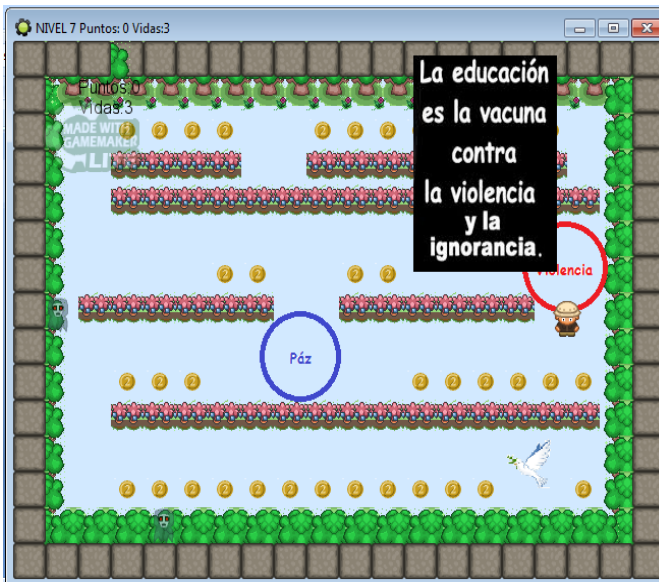 NIVEL 7 Puntos: 0 Vidas:3
Puntos:0
Vidas:3
MADE WITH
GAMEMAKER
LITE
La educación
es la vacuna
contra
la violencia
y la
ignorancia.
Violencia
Páz